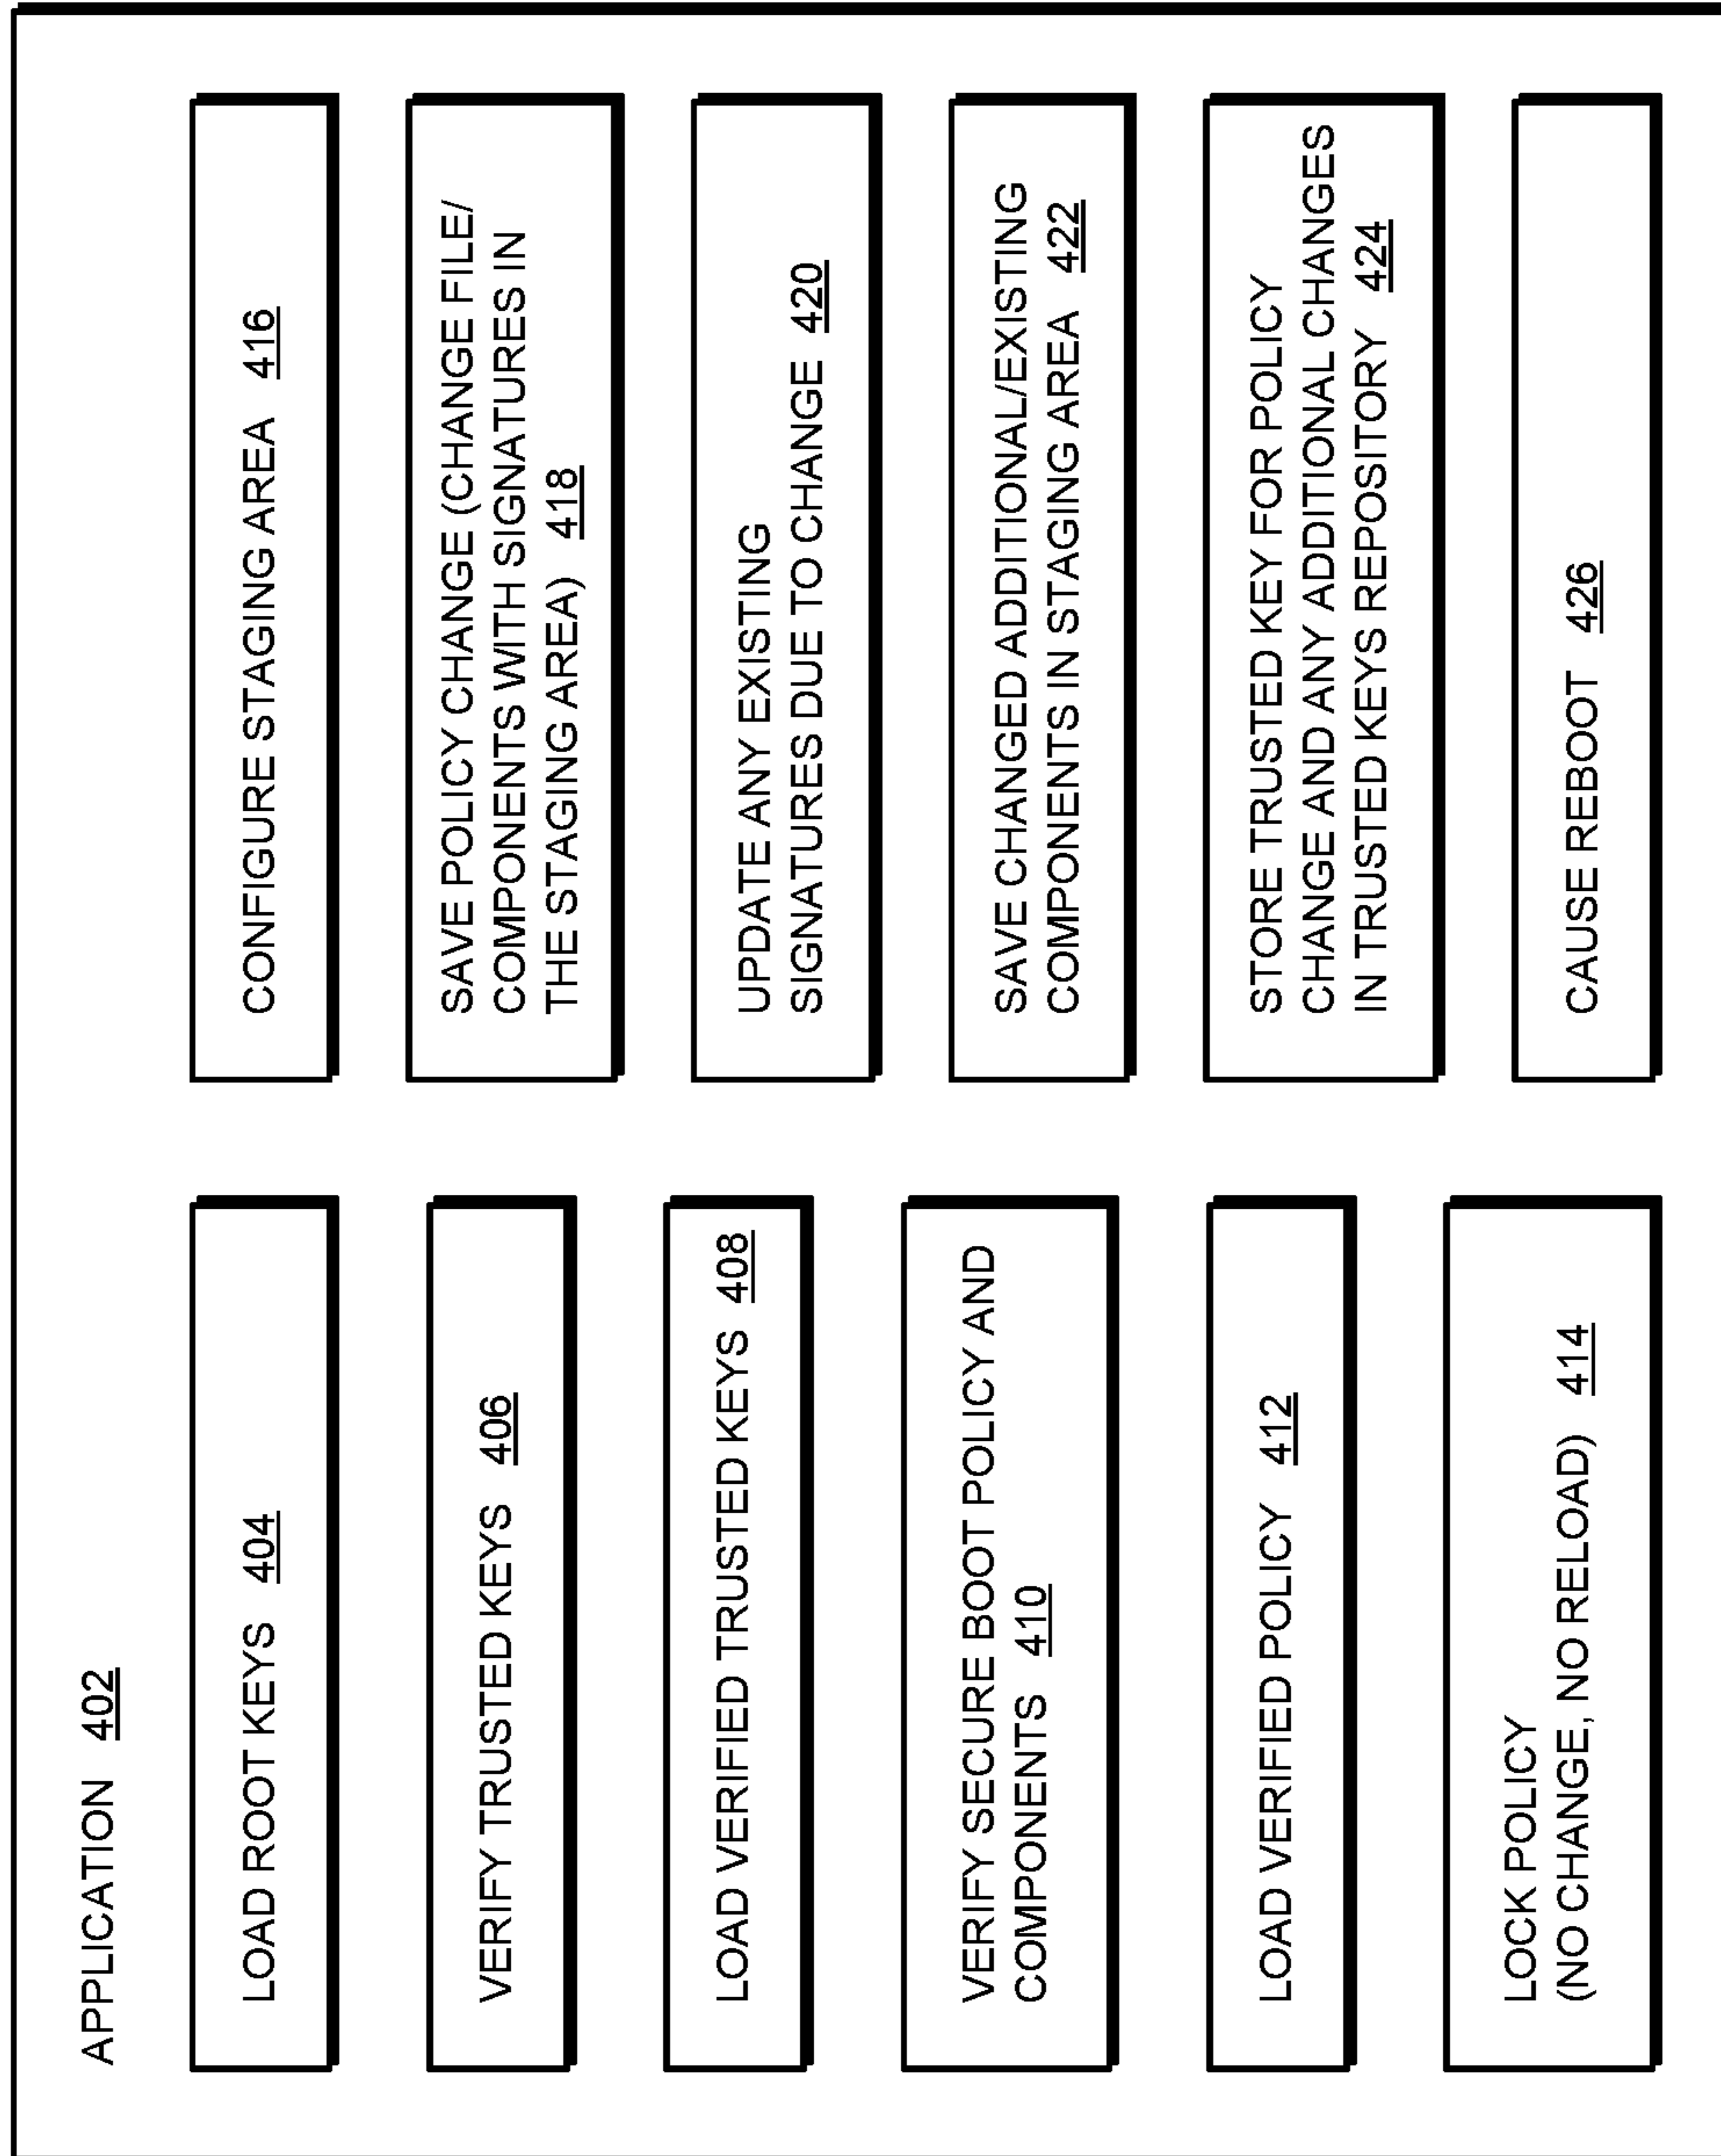 APPLICATION 402
LOAD ROOT KEYS 404
VERIFY TRUSTED KEYS 406
LOAD VERIFIED TRUSTED KEYS 408
VERIFY SECURE BOOT POLICY AND
COMPONENTS 410
LOAD VERIFIED POLICY 412
LOCK POLICY
(NO CHANGE, NO RELOAD) 414
CONFIGURE STAGING AREA 416
SAVE POLICY CHANGE (CHANGE FILE/
COMPONENTS WITH SIGNATURES IN
THE STAGING AREA) 418
UPDATE ANY EXISTING
SIGNATURES DUE TO CHANGE 420
SAVE CHANGED ADDITIONAL/EXISTING
COMPONENTS IN STAGING AREA 422
STORE TRUSTED KEY FOR POLICY
CHANGE AND ANY ADDITIONAL CHANGES
IN TRUSTED KEYS REPOSITORY 424
CAUSE REBOOT 426